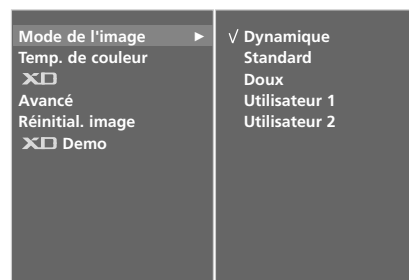 Mode de l'image ►
Temp. de couleur
XD
Avancé
Réinitial. image
XD Demo
√ Dynamique
Standard
Doux
Utilisateur 1
Utilisateur 2